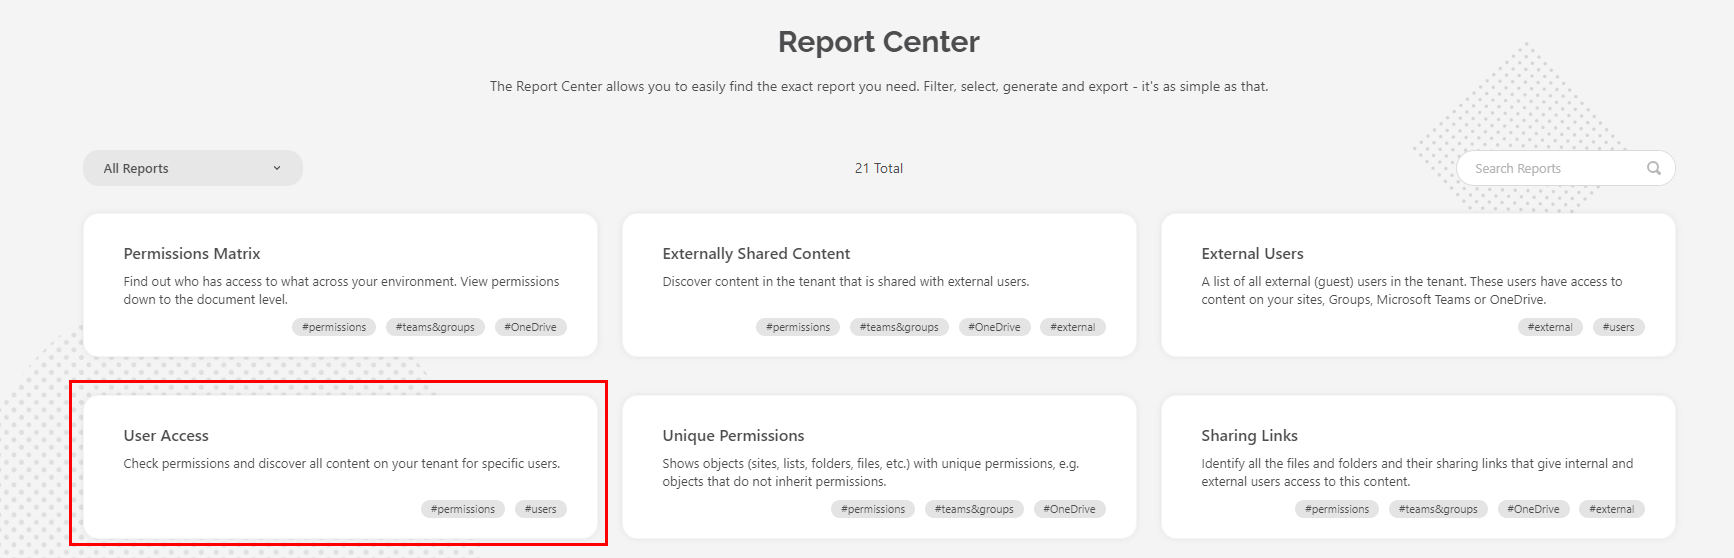 Report Center
The Report Center allows you to easily find the exact report you need. Filter, select, generate and export - it's as simple as that.
All Reports
21 Total
Search Reports
Permissions Matrix
Find out who has access to what across your environment. View permissions
down to the document level.
#permissions #teams&groups #OneDrive
Externally Shared Content
Discover content in the tenant that is shared with external users.
#permissions #teams&groups #OneDrive #external
External Users
A list of all external (guest) users in the tenant. These users have access to
content on your sites, Groups, Microsoft Teams or OneDrive.
#external #users
User Access
Check permissions and discover all content on your tenant for specific users.
#permissions #users
Unique Permissions
Shows objects (sites, lists, folders, files, etc.) with unique permissions, e.g.
objects that do not inherit permissions.
#permissions #teams&groups #OneDrive
Sharing Links
Identify all the files and folders and their sharing links that give internal and
external users access to this content.
#permissions #teams&groups #OneDrive #external